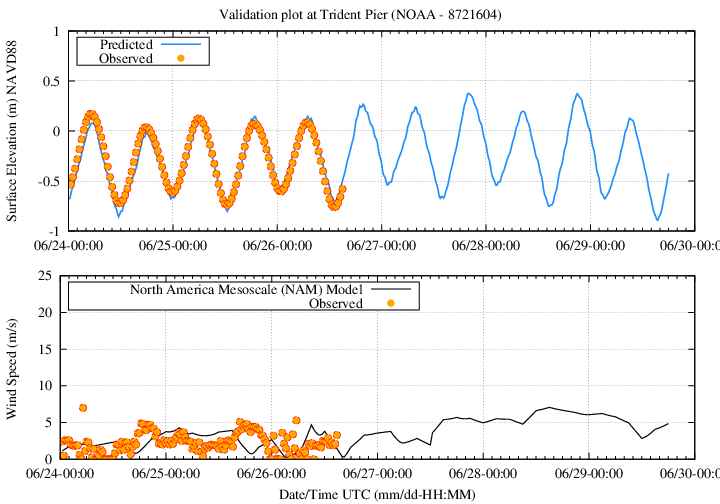 Validation plot at Trident Pier (NOAA - 8721604)
Surface Elevation (m) NAVD88
1
0.5
0
-0.5
-1
Predicted
Observed
06/24-00:00 06/25-00:00 06/26-00:00 06/27-00:00 06/28-00:00 06/29-00:00 06/30-00:00
Wind Speed (m/s)
25
20
15
10
5
0
North America Mesoscale (NAM) Model
Observed
06/24-00:00 06/25-00:00 06/26-00:00 06/27-00:00 06/28-00:00 06/29-00:00 06/30-00:00
Date/Time UTC (mm/dd-HH:MM)